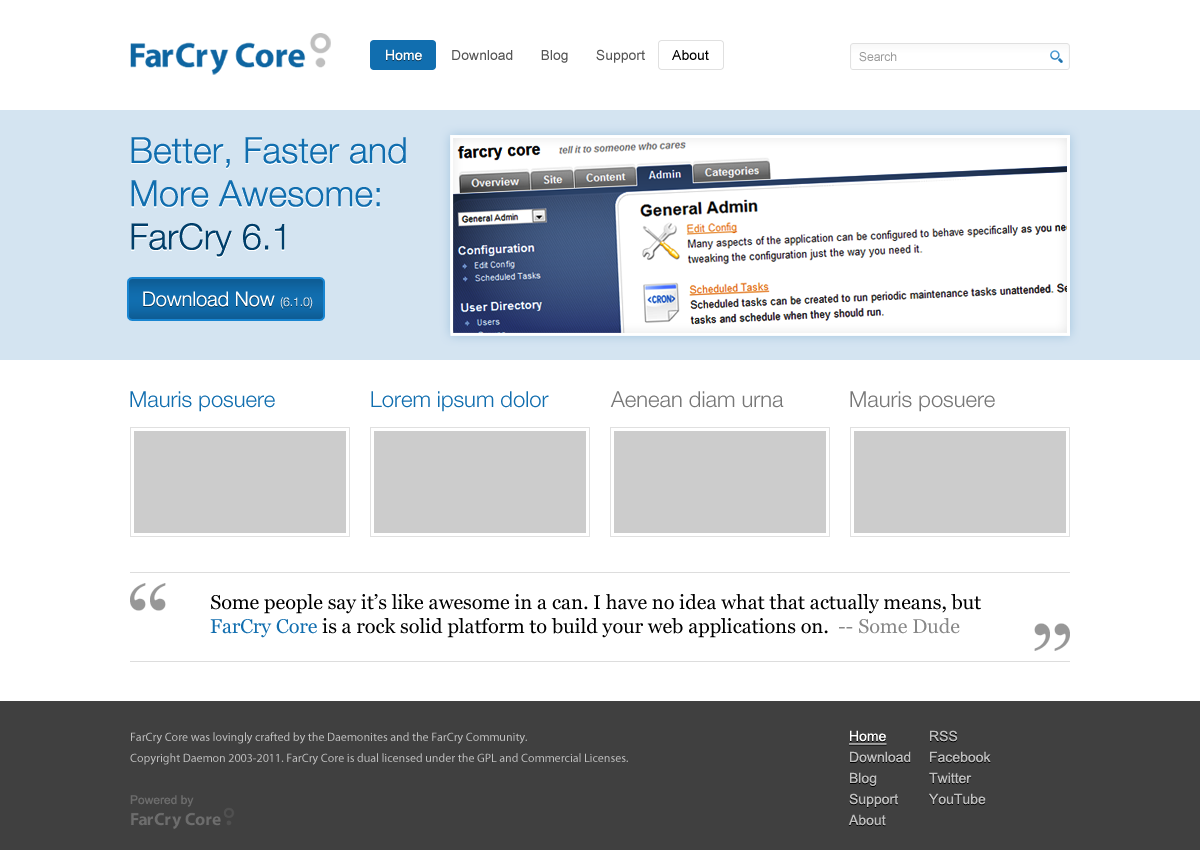 FarCry Core
Home Download Blog Support About
Search
Better, Faster and
More Awesome:
FarCry 6.1
Download Now (6.1.0)
farcry core tell it to someone who cares
Overview Site Content Admin Categories
General Admin
Configuration
Edit Config
Scheduled Tasks
User Directory
Users
General Admin
Edit Config
Many aspects of the application can be configured to behave specifically as you
tweaking the configuration just the way you need it.
<CRON>
Scheduled Tasks
Scheduled tasks can be created to run periodic maintenance tasks unattended.
tasks and schedule when they should run.
Mauris posuere
Lorem ipsum dolor
Aenean diam urna
Mauris posuere
“
Some people say it’s like awesome in a can. I have no idea what that actually means, but
FarCry Core is a rock solid platform to build your web applications on. -- Some Dude
”
FarCry Core was lovingly crafted by the Daemonites and the FarCry Community.
Copyright Daemon 2003-2011. FarCry Core is dual licensed under the GPL and Commercial Licenses.
Powered by
FarCry Core
Home
Download
Blog
Support
About
RSS
Facebook
Twitter
YouTube